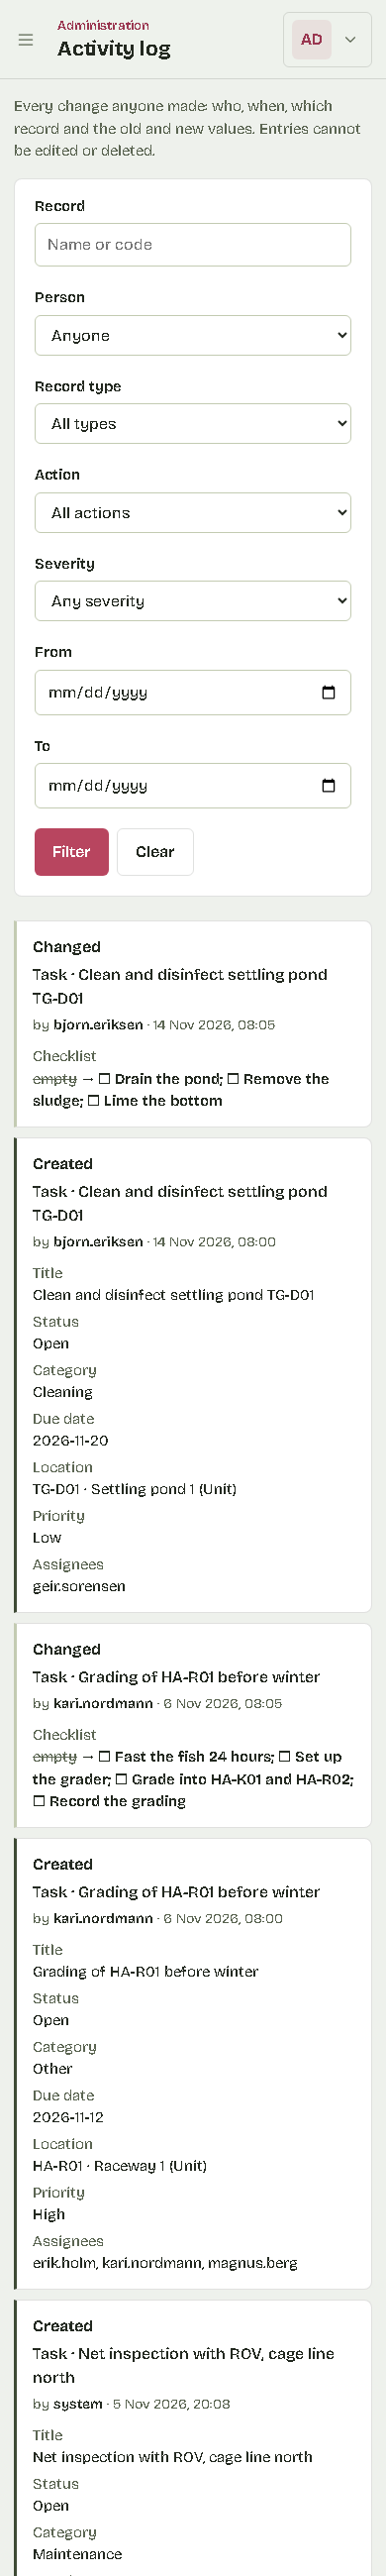 Administration
Activity log
AD
Every change anyone made: who, when, which
record and the old and new values. Entries cannot
be edited or deleted.
Record
Name or code
Person
Anyone
Record type
All types
Action
All actions
Severity
Any severity
From
mm/dd/yyyy
To
mm/dd/yyyy
Filter
Clear
Changed
Task · Clean and disinfect settling pond
TG-D01
by bjorn.eriksen · 14 Nov 2026, 08:05
Checklist
empty → ☐ Drain the pond; ☐ Remove the
sludge; ☐ Lime the bottom
Created
Task · Clean and disinfect settling pond
TG-D01
by bjorn.eriksen · 14 Nov 2026, 08:00
Title
Clean and disinfect settling pond TG-D01
Status
Open
Category
Cleaning
Due date
2026-11-20
Location
TG-D01 · Settling pond 1 (Unit)
Priority
Low
Assignees
geir.sorensen
Changed
Task · Grading of HA-R01 before winter
by kari.nordmann · 6 Nov 2026, 08:05
Checklist
empty → ☐ Fast the fish 24 hours; ☐ Set up
the grader; ☐ Grade into HA-K01 and HA-R02;
☐ Record the grading
Created
Task · Grading of HA-R01 before winter
by kari.nordmann · 6 Nov 2026, 08:00
Title
Grading of HA-R01 before winter
Status
Open
Category
Other
Due date
2026-11-12
Location
HA-R01 · Raceway 1 (Unit)
Priority
High
Assignees
erik.holm, kari.nordmann, magnus.berg
Created
Task · Net inspection with ROV, cage line
north
by system · 5 Nov 2026, 20:08
Title
Net inspection with ROV, cage line north
Status
Open
Category
Maintenance